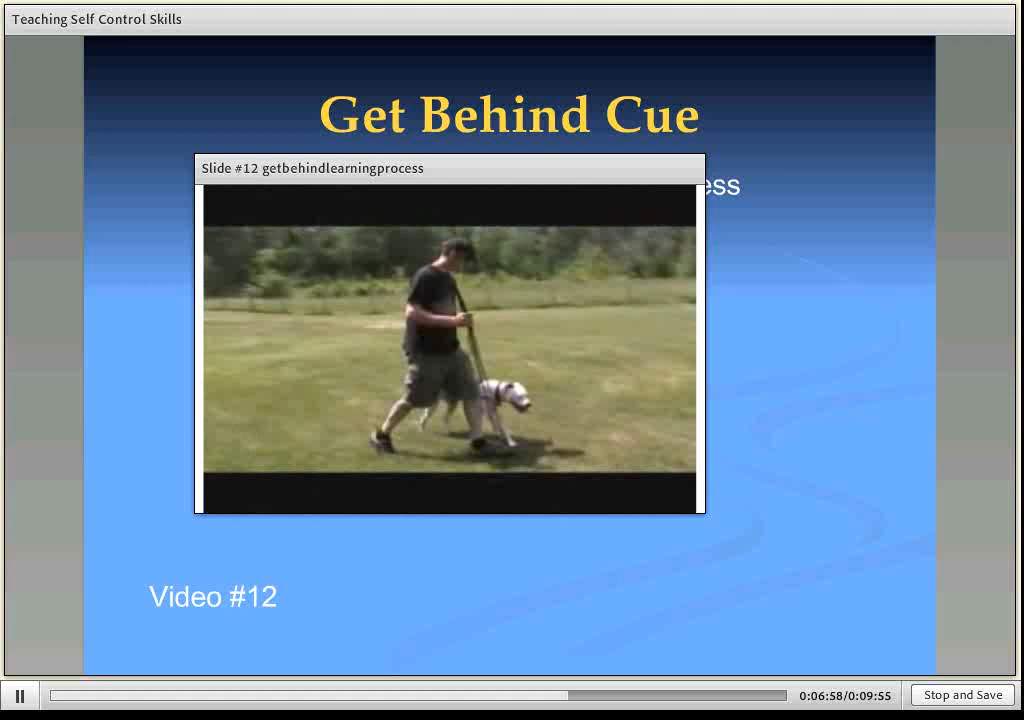 Teaching Self Control Skills
Get Behind Cue
Slide #12 getbehindlearningprocess
Video #12
0:06:58/0:09:55
Stop and Save